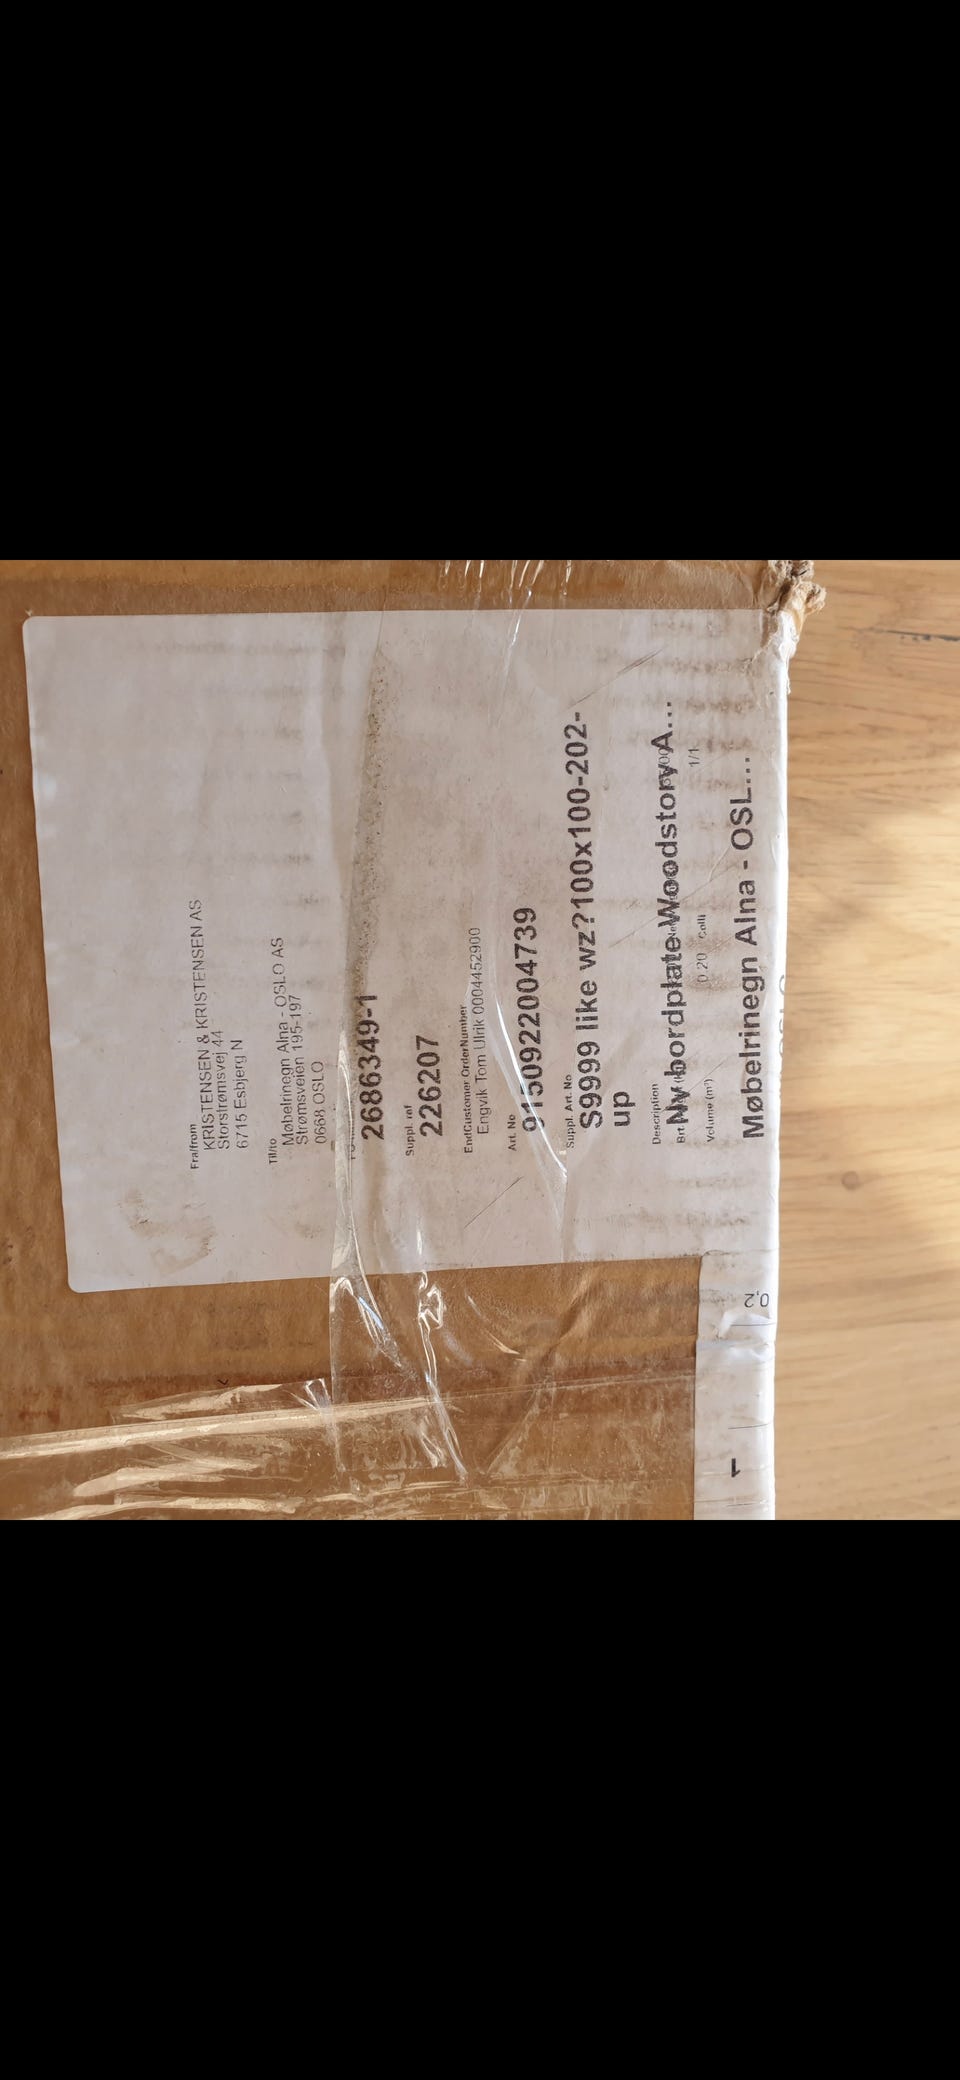 Fra/from
KRISTENSEN & KRISTENSEN AS
Storstrømsvej 44
6715 Esbjerg N
Til/to
Møbelringen Alna - OSLO AS
Strømsveien 195-197
0668 OSLO
2686349-1
Suppl. ref
226207
EndCustomer OrderNumber
Engvik Tom Ulrik 0004452900
Art. No
9150922004739
Suppl. Art. No
S9999 like wz?100x100-202-
up
Description
Ny bordplate Woodstory A...
Brt
Volume (m³) 0.20 Colli 1/1
Møbelrinegn Alna - OSL...
0,2
1